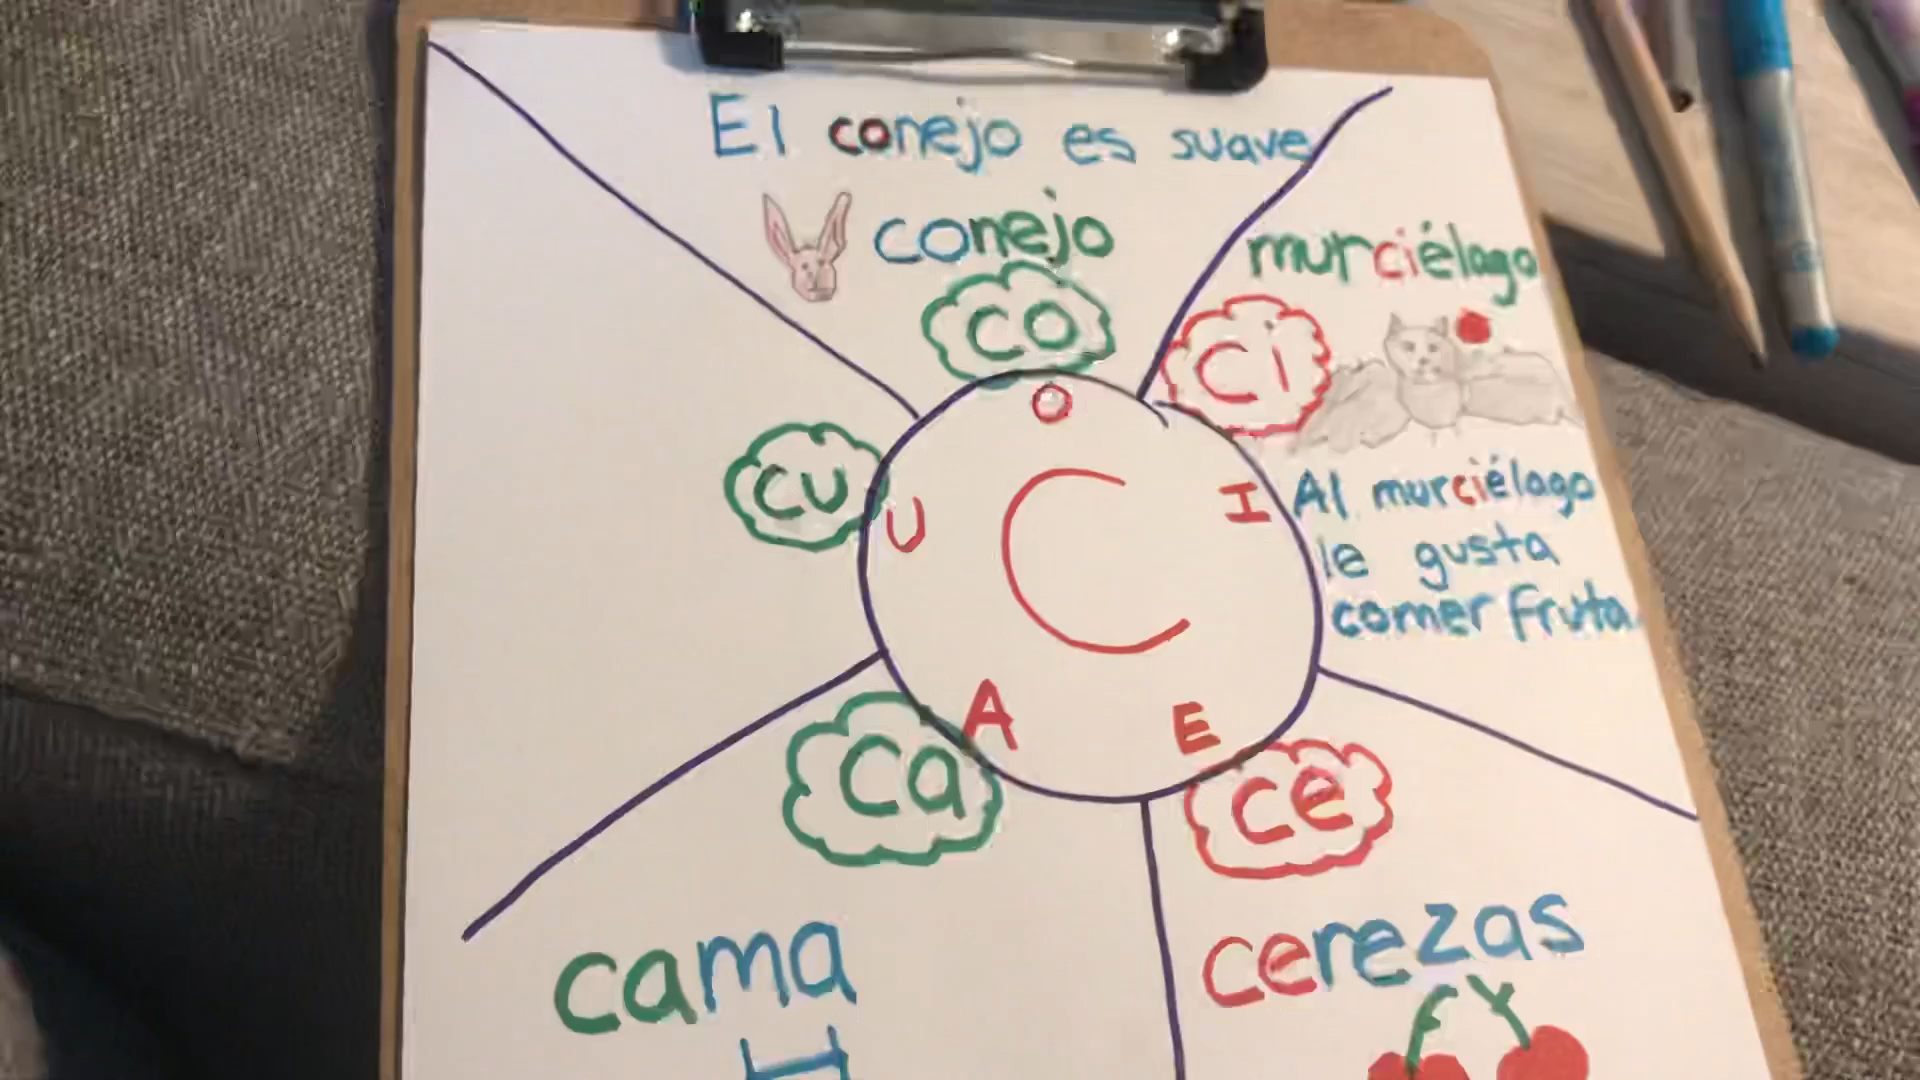 El conejo es suave
conejo
co
murciélago
ci
Al murciélago
le gusta
comer fruta.
cu
O
I
U
C
A
E
ca
ce
cama
cerezas